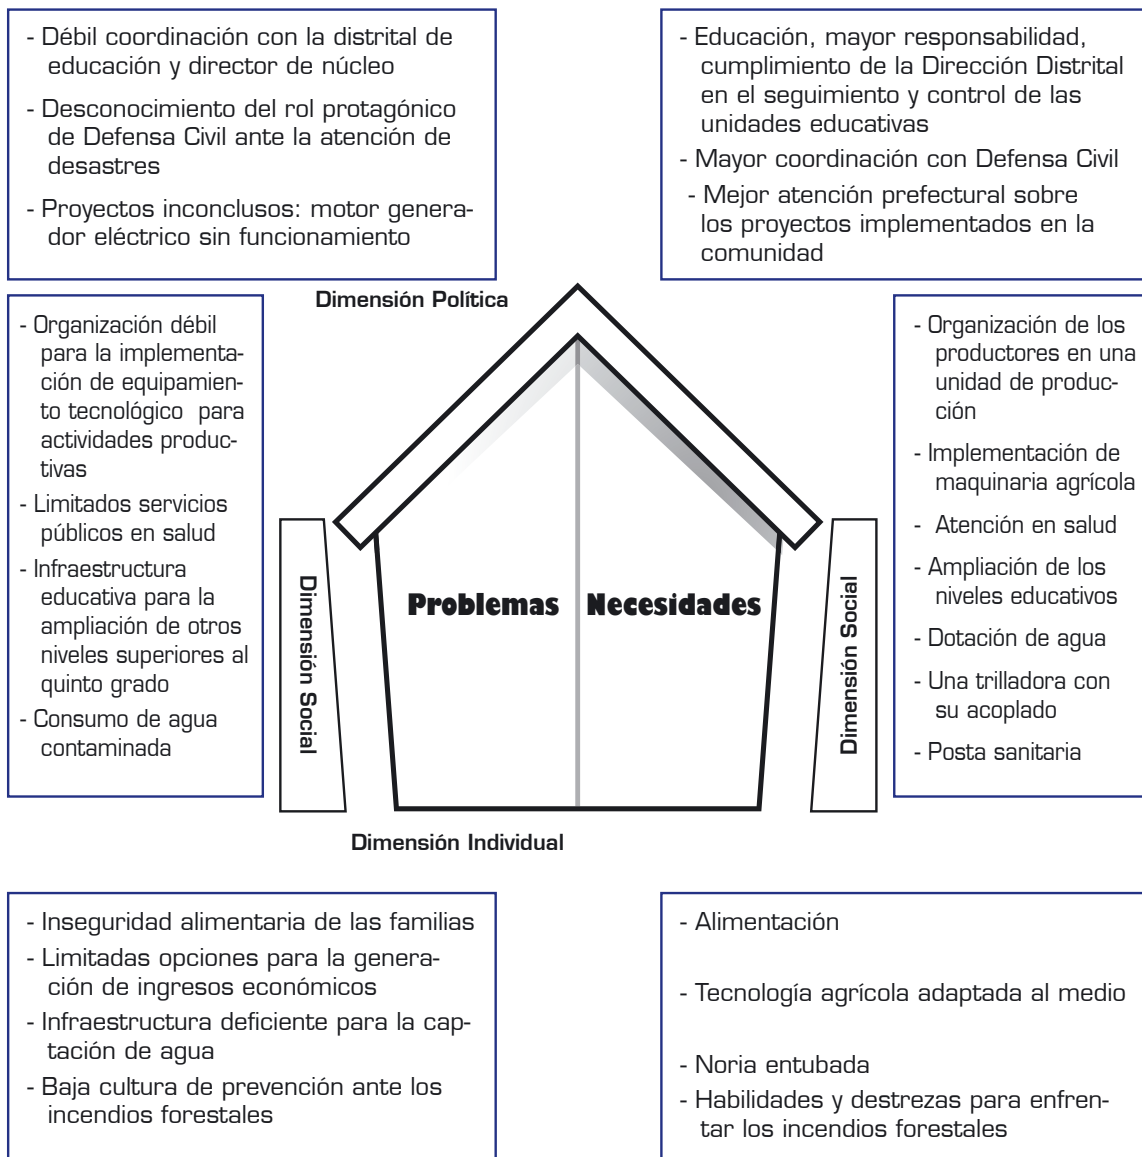 - Débil coordinación con la distrital de
educación y director de núcleo
- Desconocimiento del rol protagónico
de Defensa Civil ante la atención de
desastres
- Proyectos inconclusos: motor genera-
dor eléctrico sin funcionamiento
- Educación, mayor responsabilidad,
cumplimiento de la Dirección Distrital
en el seguimiento y control de las
unidades educativas
- Mayor coordinación con Defensa Civil
- Mejor atención prefectural sobre
los proyectos implementados en la
comunidad
Dimensión Política
- Organización débil
para la implementa-
ción de equipamien-
to tecnológico para
actividades produc-
tivas
- Limitados servicios
públicos en salud
- Infraestructura
educativa para la
ampliación de otros
niveles superiores al
quinto grado
- Consumo de agua
contaminada
Dimensión Social
Problemas
Necesidades
Dimensión Social
- Organización de los
productores en una
unidad de produc-
ción
- Implementación de
maquinaria agrícola
- Atención en salud
- Ampliación de los
niveles educativos
- Dotación de agua
- Una trilladora con
su acoplado
- Posta sanitaria
Dimensión Individual
- Inseguridad alimentaria de las familias
- Limitadas opciones para la genera-
ción de ingresos económicos
- Infraestructura deficiente para la cap-
tación de agua
- Baja cultura de prevención ante los
incendios forestales
- Alimentación
- Tecnología agrícola adaptada al medio
- Noria entubada
- Habilidades y destrezas para enfren-
tar los incendios forestales